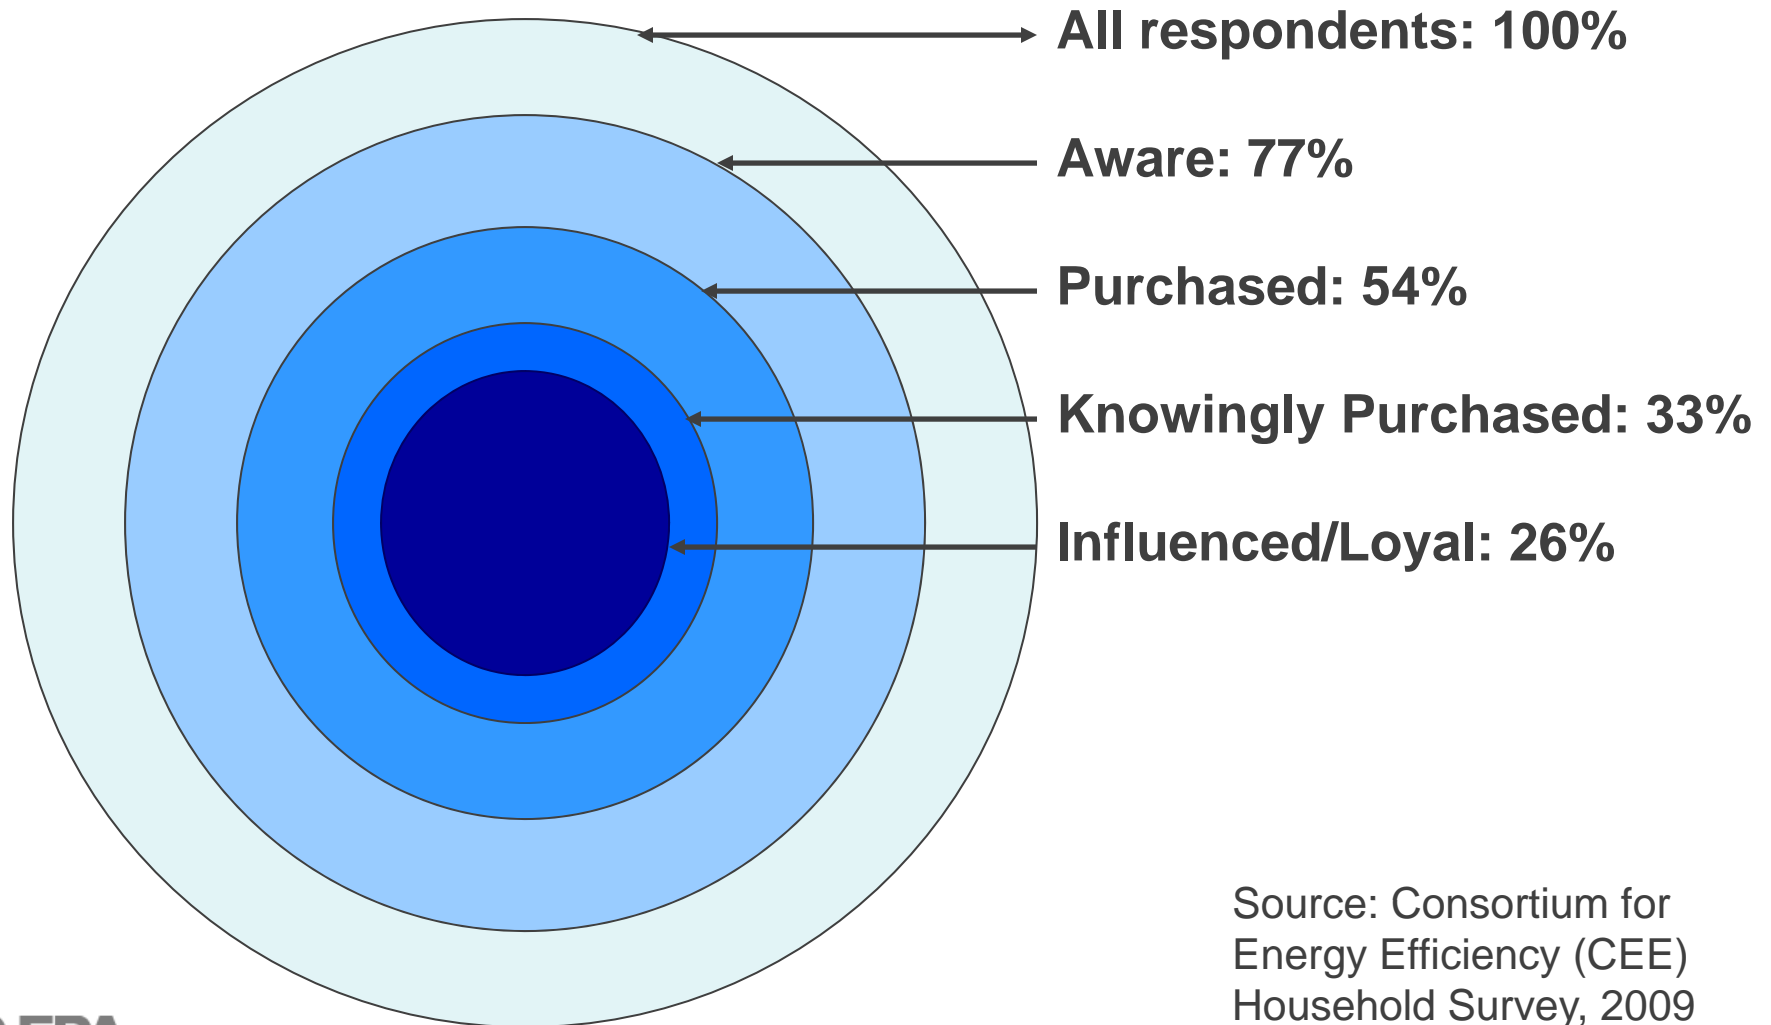 All respondents: 100%
Aware: 77%
Purchased: 54%
Knowingly Purchased: 33%
Influenced/Loyal: 26%
Source: Consortium for
Energy Efficiency (CEE)
Household Survey, 2009
EPA